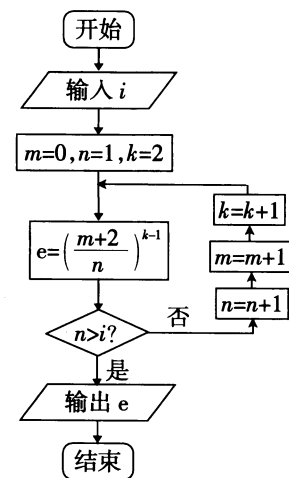 开始
输入 i
m=0,n=1,k=2
k=k+1
e=(m+2/n)^{k-1}
m=m+1
n=n+1
n>i?
否
是
输出 e
结束